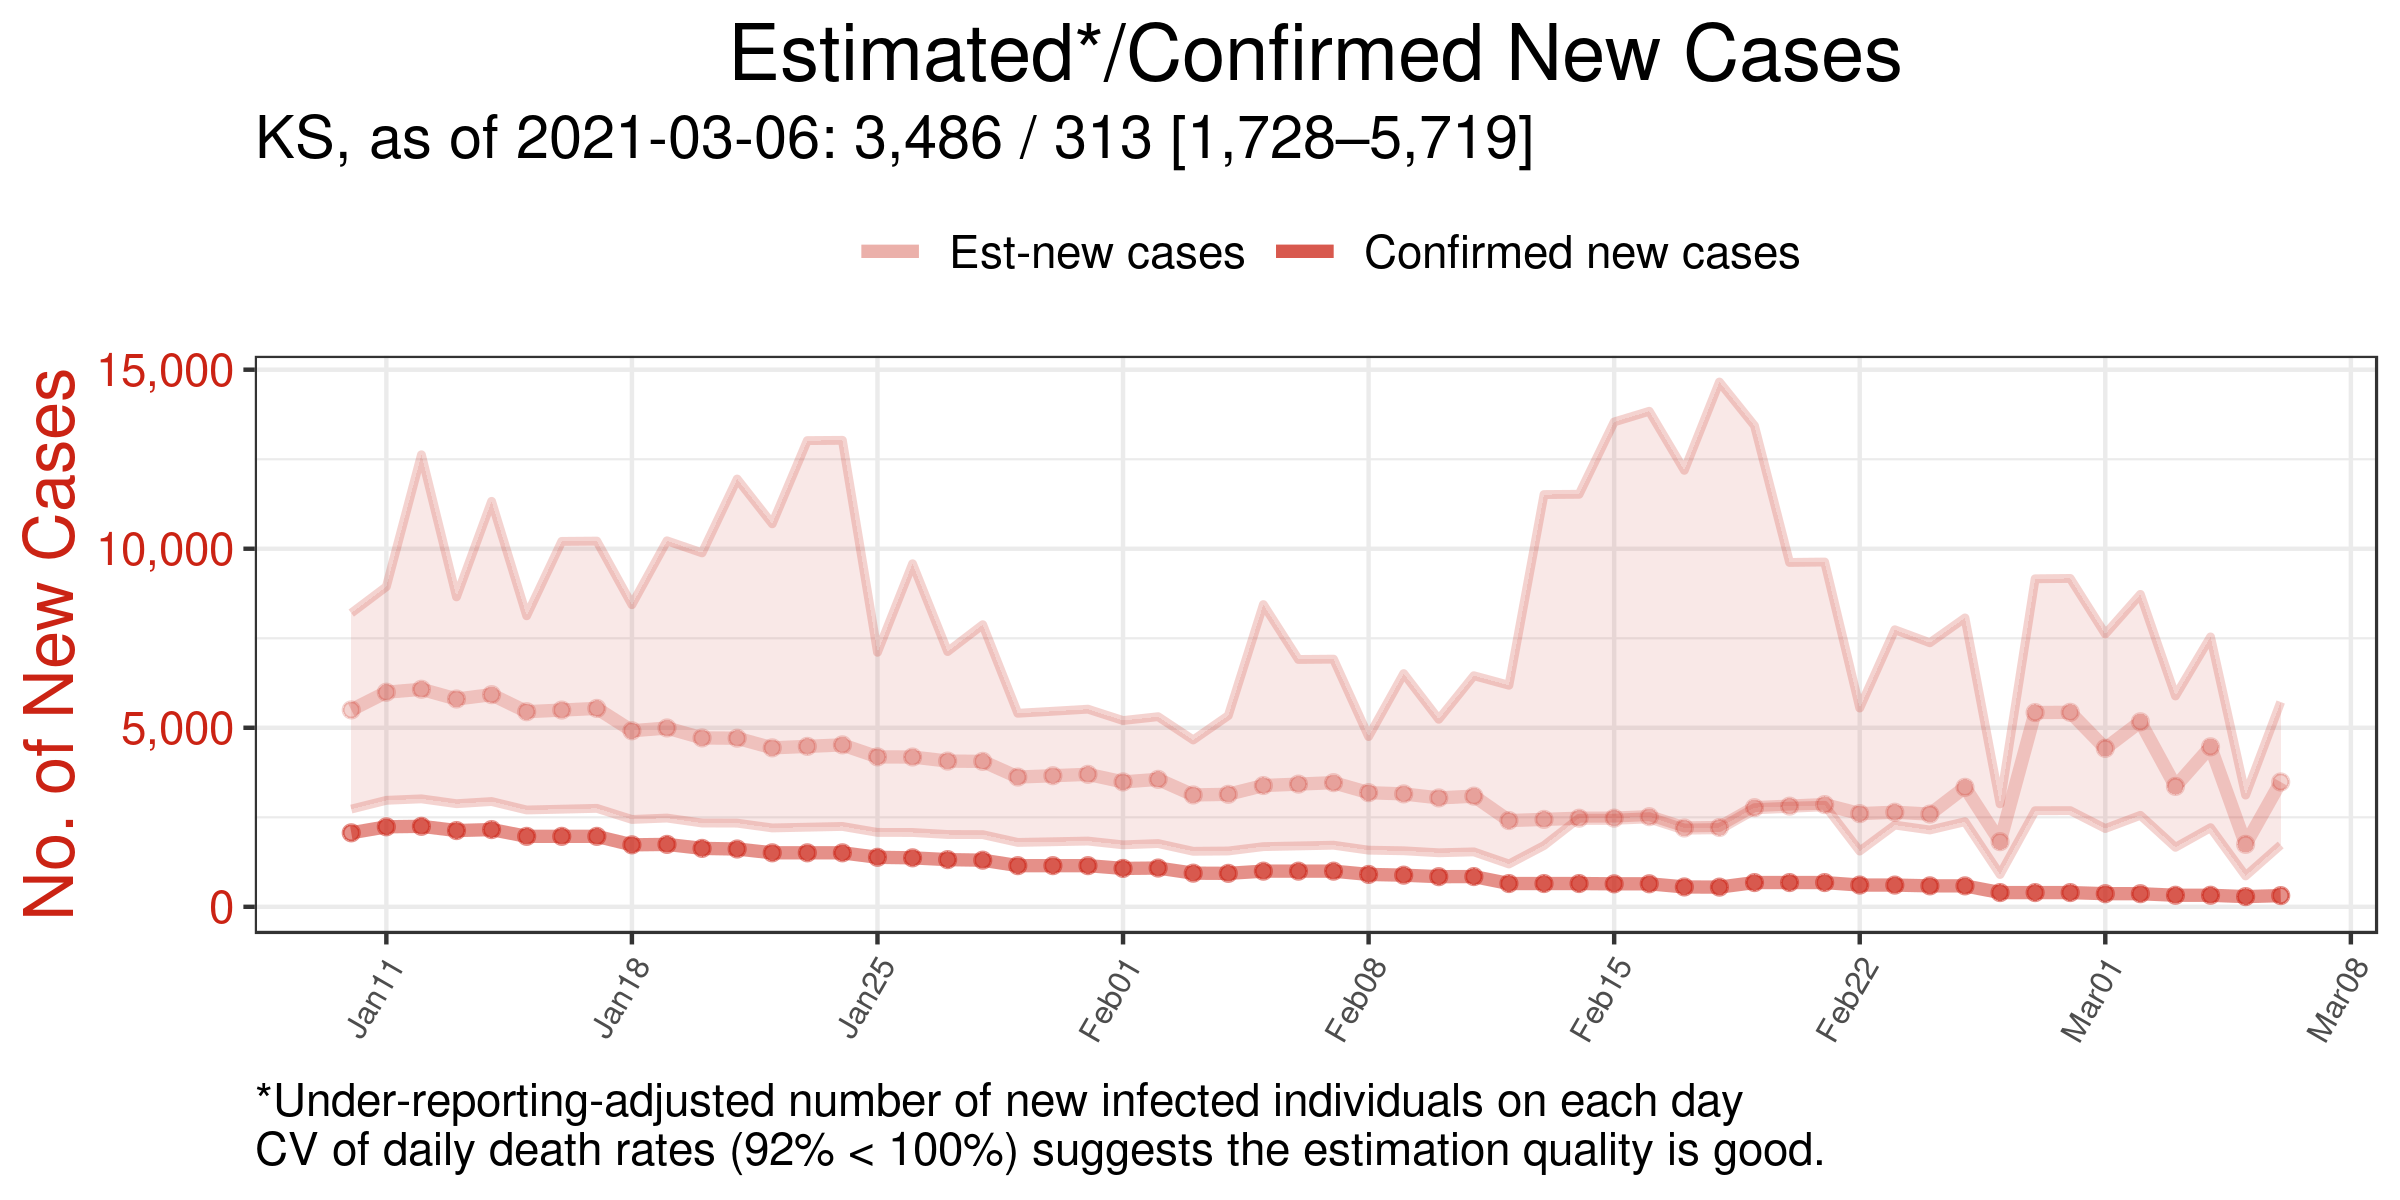 Estimated*/Confirmed New Cases
KS, as of 2021-03-06: 3,486 / 313 [1,728–5,719]
Est-new cases
Confirmed new cases
No. of New Cases
15,000
10,000
5,000
0
Jan11
Jan18
Jan25
Feb01
Feb08
Feb15
Feb22
Mar01
Mar08
*Under-reporting-adjusted number of new infected individuals on each day
CV of daily death rates (92% < 100%) suggests the estimation quality is good.